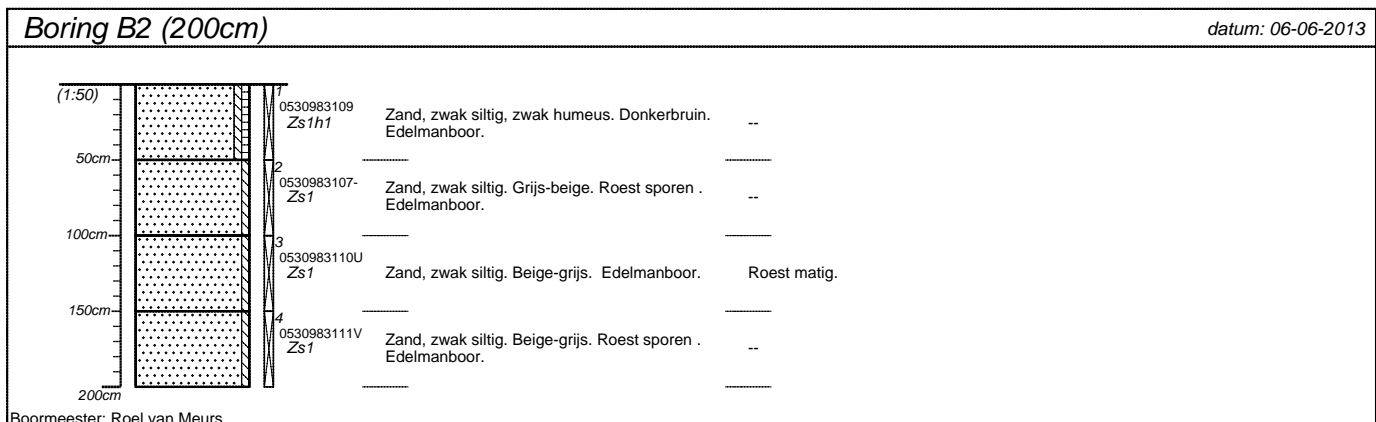 Boring B2 (200cm)
datum: 06-06-2013
(1:50)
1
0530983109
Zs1h1
Zand, zwak siltig, zwak humeus. Donkerbruin.
Edelmanboor.
--
50cm
2
0530983107-
Zs1
Zand, zwak siltig. Grijs-beige. Roest sporen .
Edelmanboor.
--
100cm
3
0530983110U
Zs1
Zand, zwak siltig. Beige-grijs. Edelmanboor.
Roest matig.
150cm
4
0530983111V
Zs1
Zand, zwak siltig. Beige-grijs. Roest sporen .
Edelmanboor.
--
200cm
Boormeester: Roel van Meurs